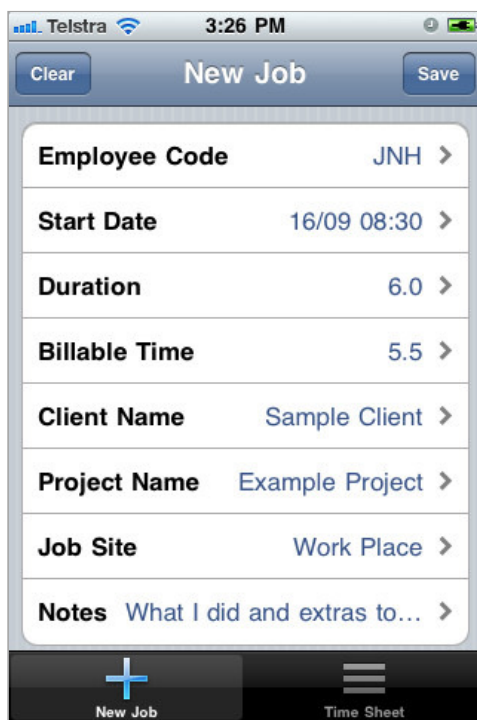 Telstra 3:26 PM
Clear New Job Save
Employee Code JNH
Start Date 16/09 08:30
Duration 6.0
Billable Time 5.5
Client Name Sample Client
Project Name Example Project
Job Site Work Place
Notes What I did and extras to...
New Job Time Sheet